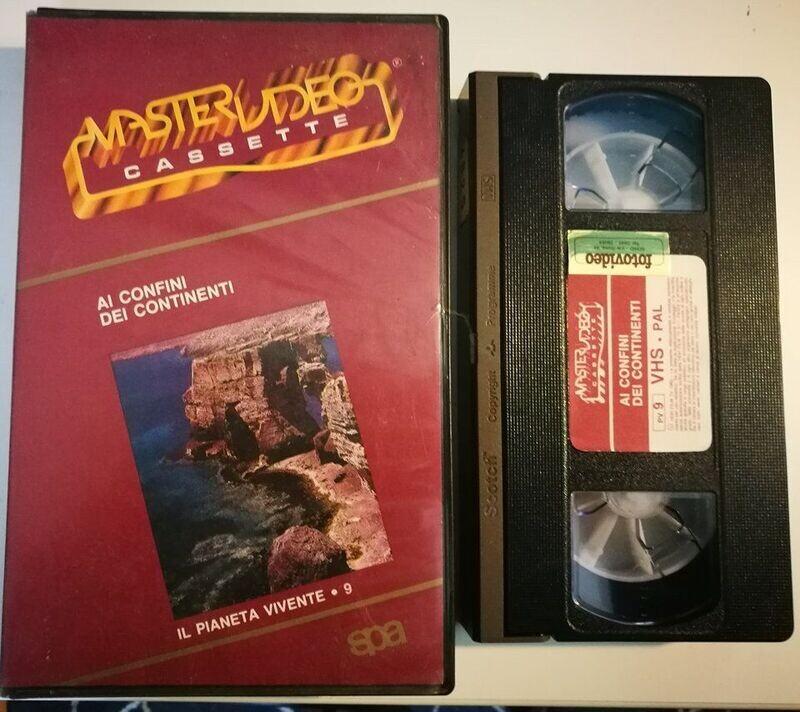 MASTERVIDEO ®
CASSETTE
AI CONFINI
DEI CONTINENTI
IL PIANETA VIVENTE • 9
spa
Scotch Copyright Programme VHS
fotovideo
MASTERVIDEO
CASSETTE
AI CONFINI
DEI CONTINENTI
PV 9 VHS • PAL